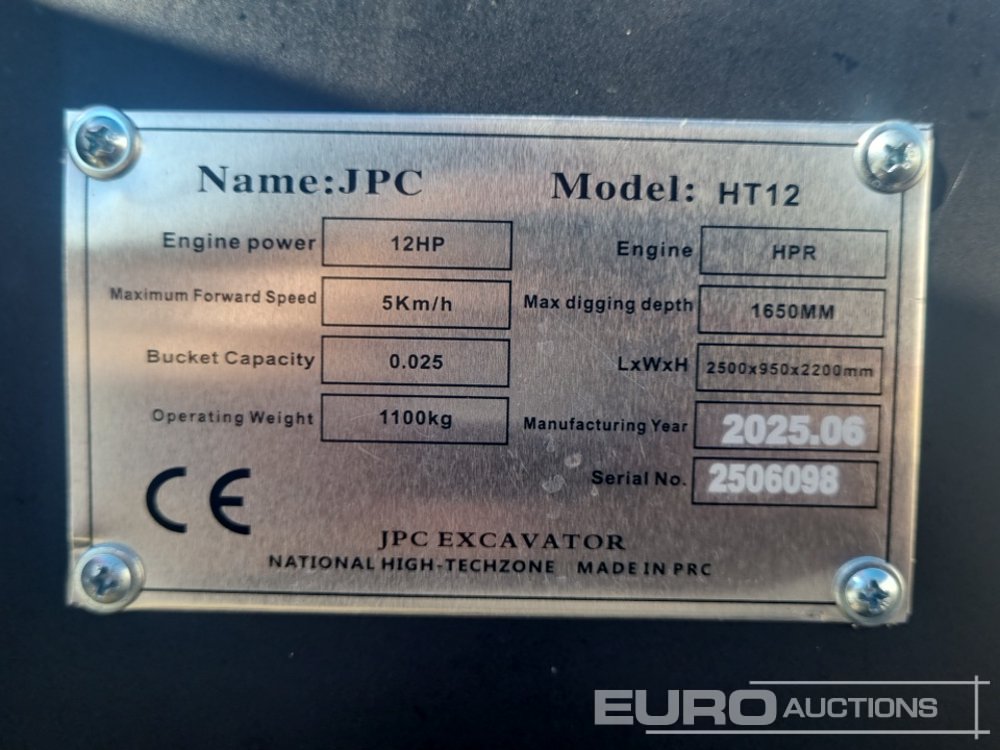 Name:JPC Model: HT12
Engine power 12HP Engine HPR
Maximum Forward Speed 5Km/h Max digging depth 1650MM
Bucket Capacity 0.025 LxWxH 2500x950x2200mm
Operating Weight 1100kg Manufacturing Year 2025.06
Serial No. 2506098
CE
JPC EXCAVATOR
NATIONAL HIGH-TECHZONE MADE IN PRC
EURO AUCTIONS